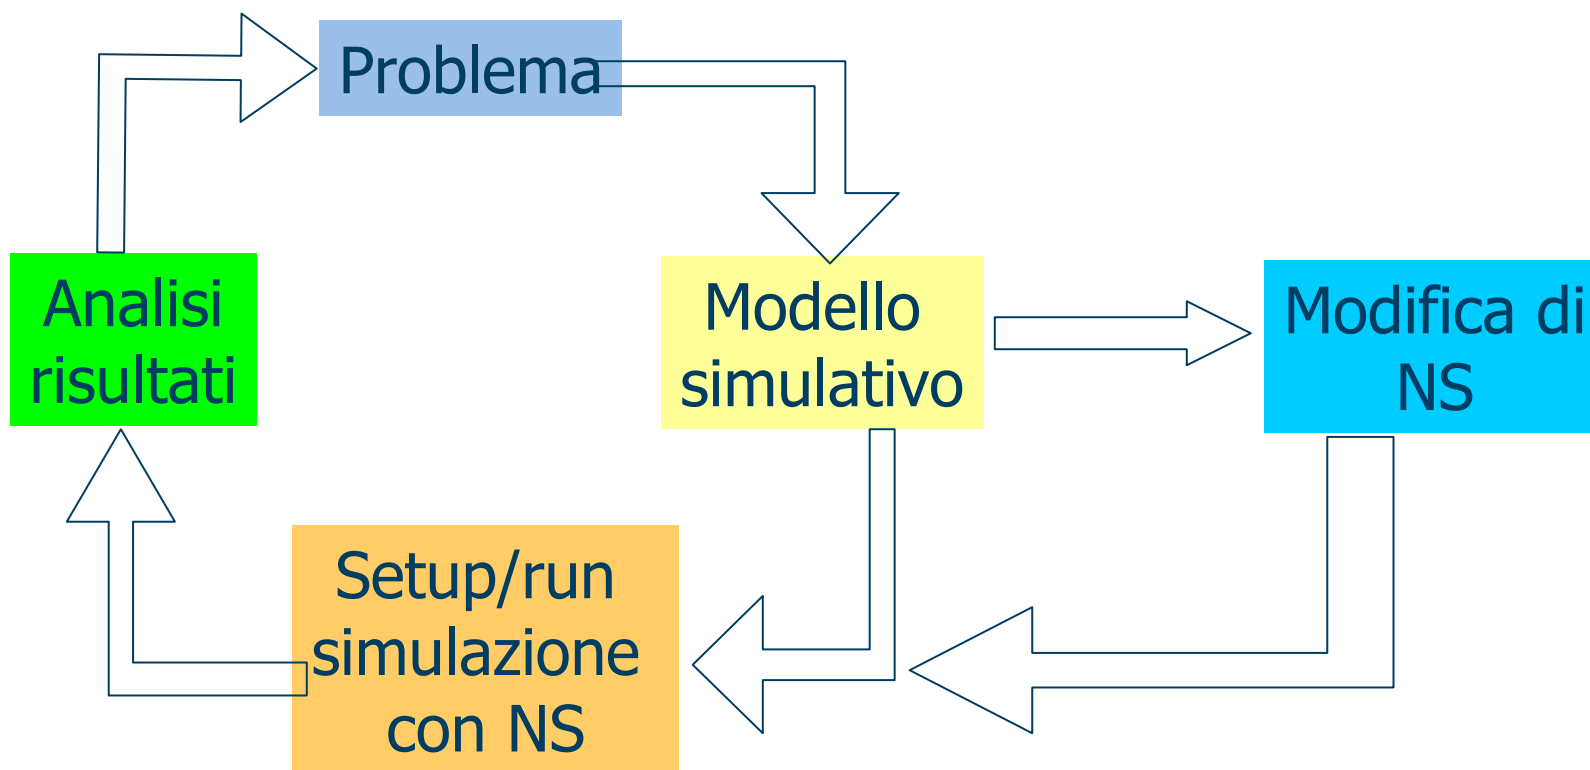 Problema
Analisi
risultati
Modello
simulativo
Modifica di
NS
Setup/run
simulazione
con NS